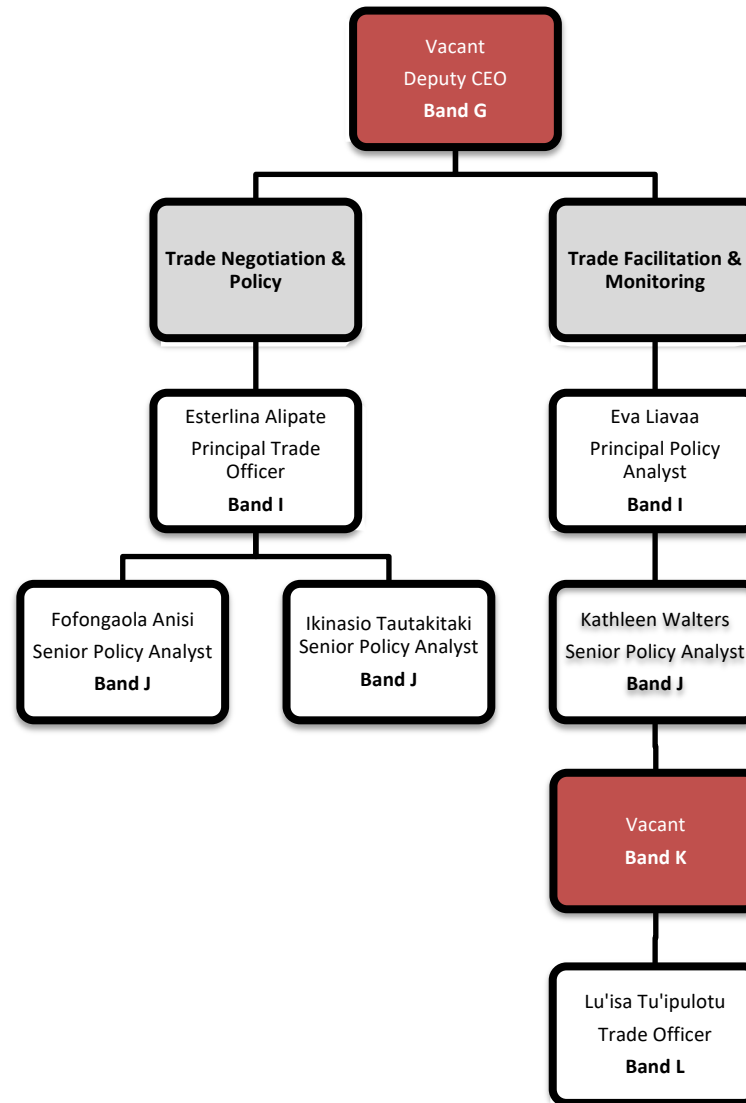 Vacant
Deputy CEO
Band G
Trade Negotiation &
Policy
Trade Facilitation &
Monitoring
Esterlina Alipate
Principal Trade
Officer
Band I
Eva Liavaa
Principal Policy
Analyst
Band I
Fofongaola Anisi
Senior Policy Analyst
Band J
Ikinasio Tautakitaki
Senior Policy Analyst
Band J
Kathleen Walters
Senior Policy Analyst
Band J
Vacant
Band K
Lu'isa Tu'ipulotu
Trade Officer
Band L